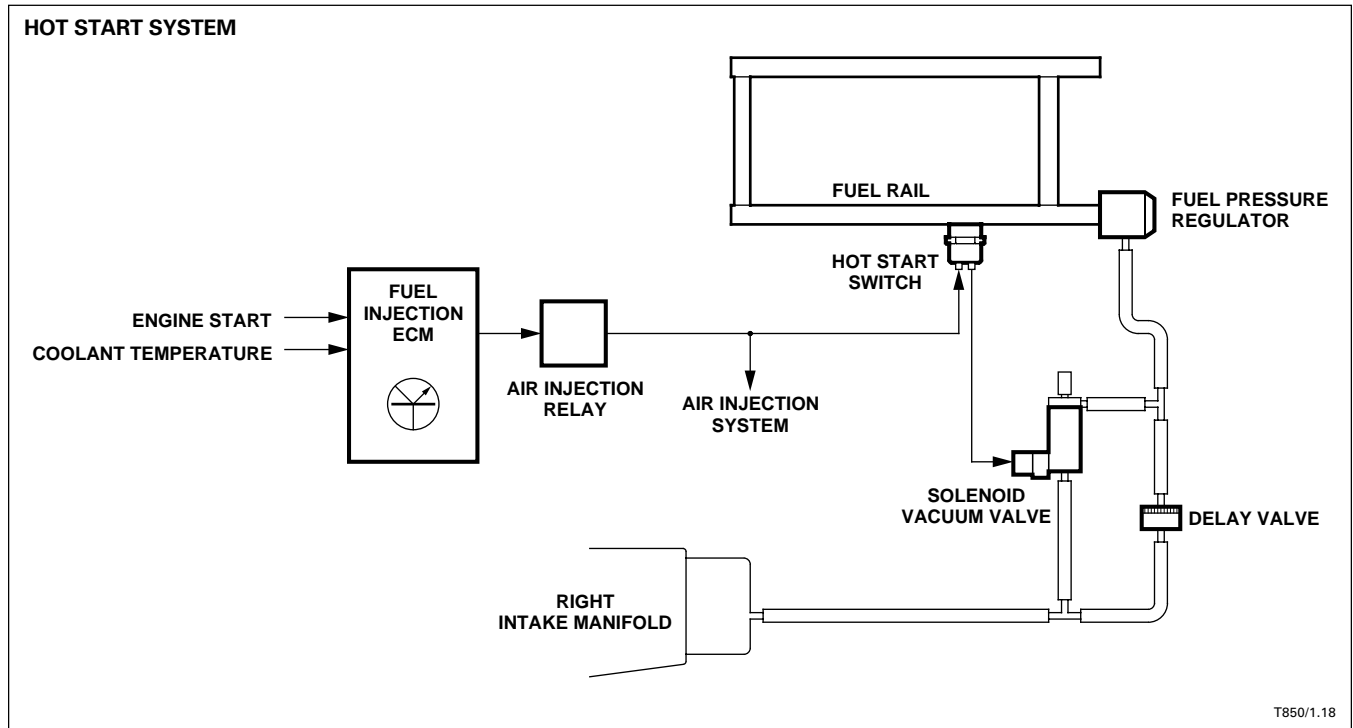 HOT START SYSTEM
FUEL RAIL
FUEL PRESSURE
REGULATOR
HOT START
SWITCH
FUEL
INJECTION
ECM
ENGINE START
COOLANT TEMPERATURE
AIR INJECTION
RELAY
AIR INJECTION
SYSTEM
SOLENOID
VACUUM VALVE
DELAY VALVE
RIGHT
INTAKE MANIFOLD
T850/1.18